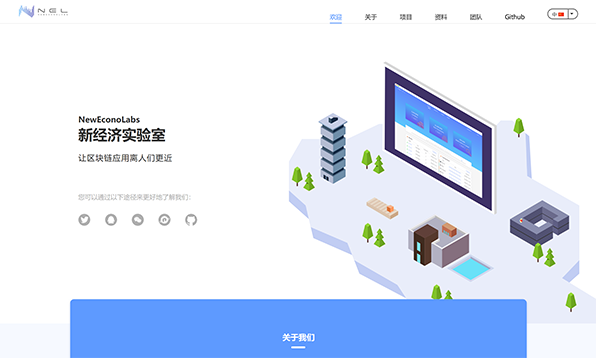 NEL
欢迎
关于
项目
资料
团队
Github
中
NewEconoLabs
新经济实验室
让区块链应用离人们更近
您可以通过以下途径来更好地了解我们：
关于我们